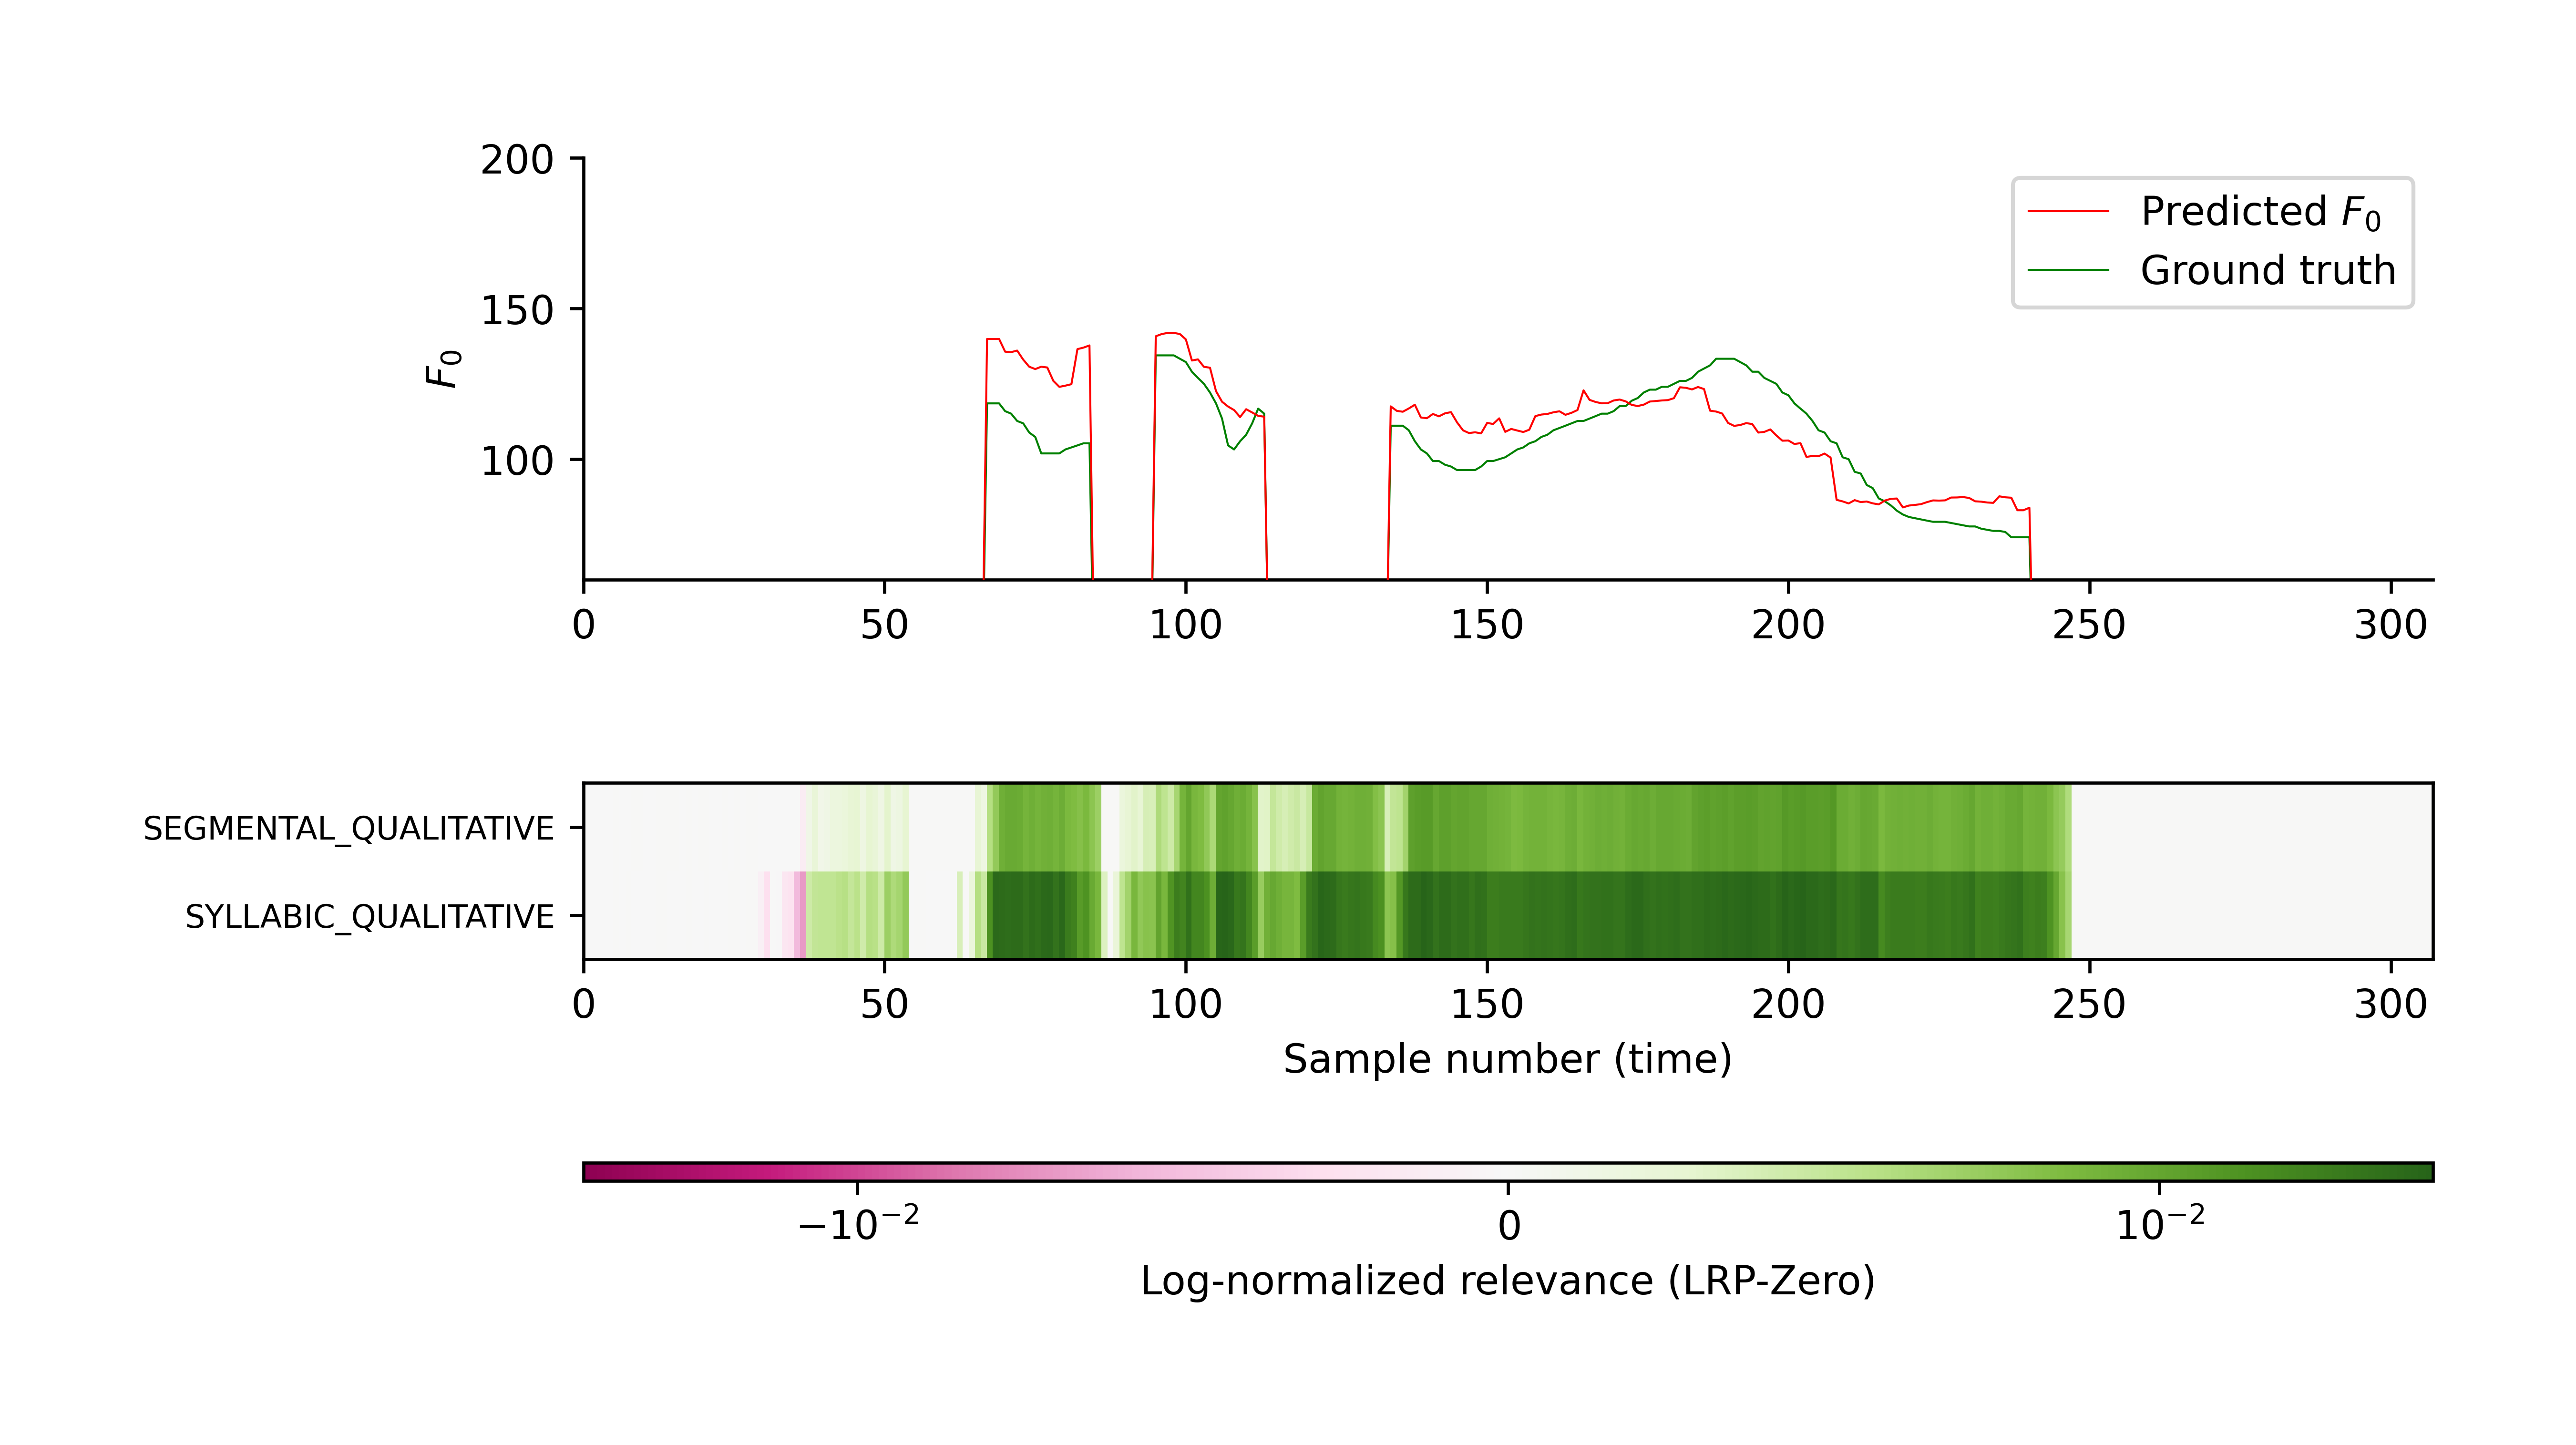 200
150
100
F₀
Predicted F₀
Ground truth
0 50 100 150 200 250 300
SEGMENTAL_QUALITATIVE
SYLLABIC_QUALITATIVE
0 50 100 150 200 250 300
Sample number (time)
−10⁻² 0 10⁻²
Log-normalized relevance (LRP-Zero)